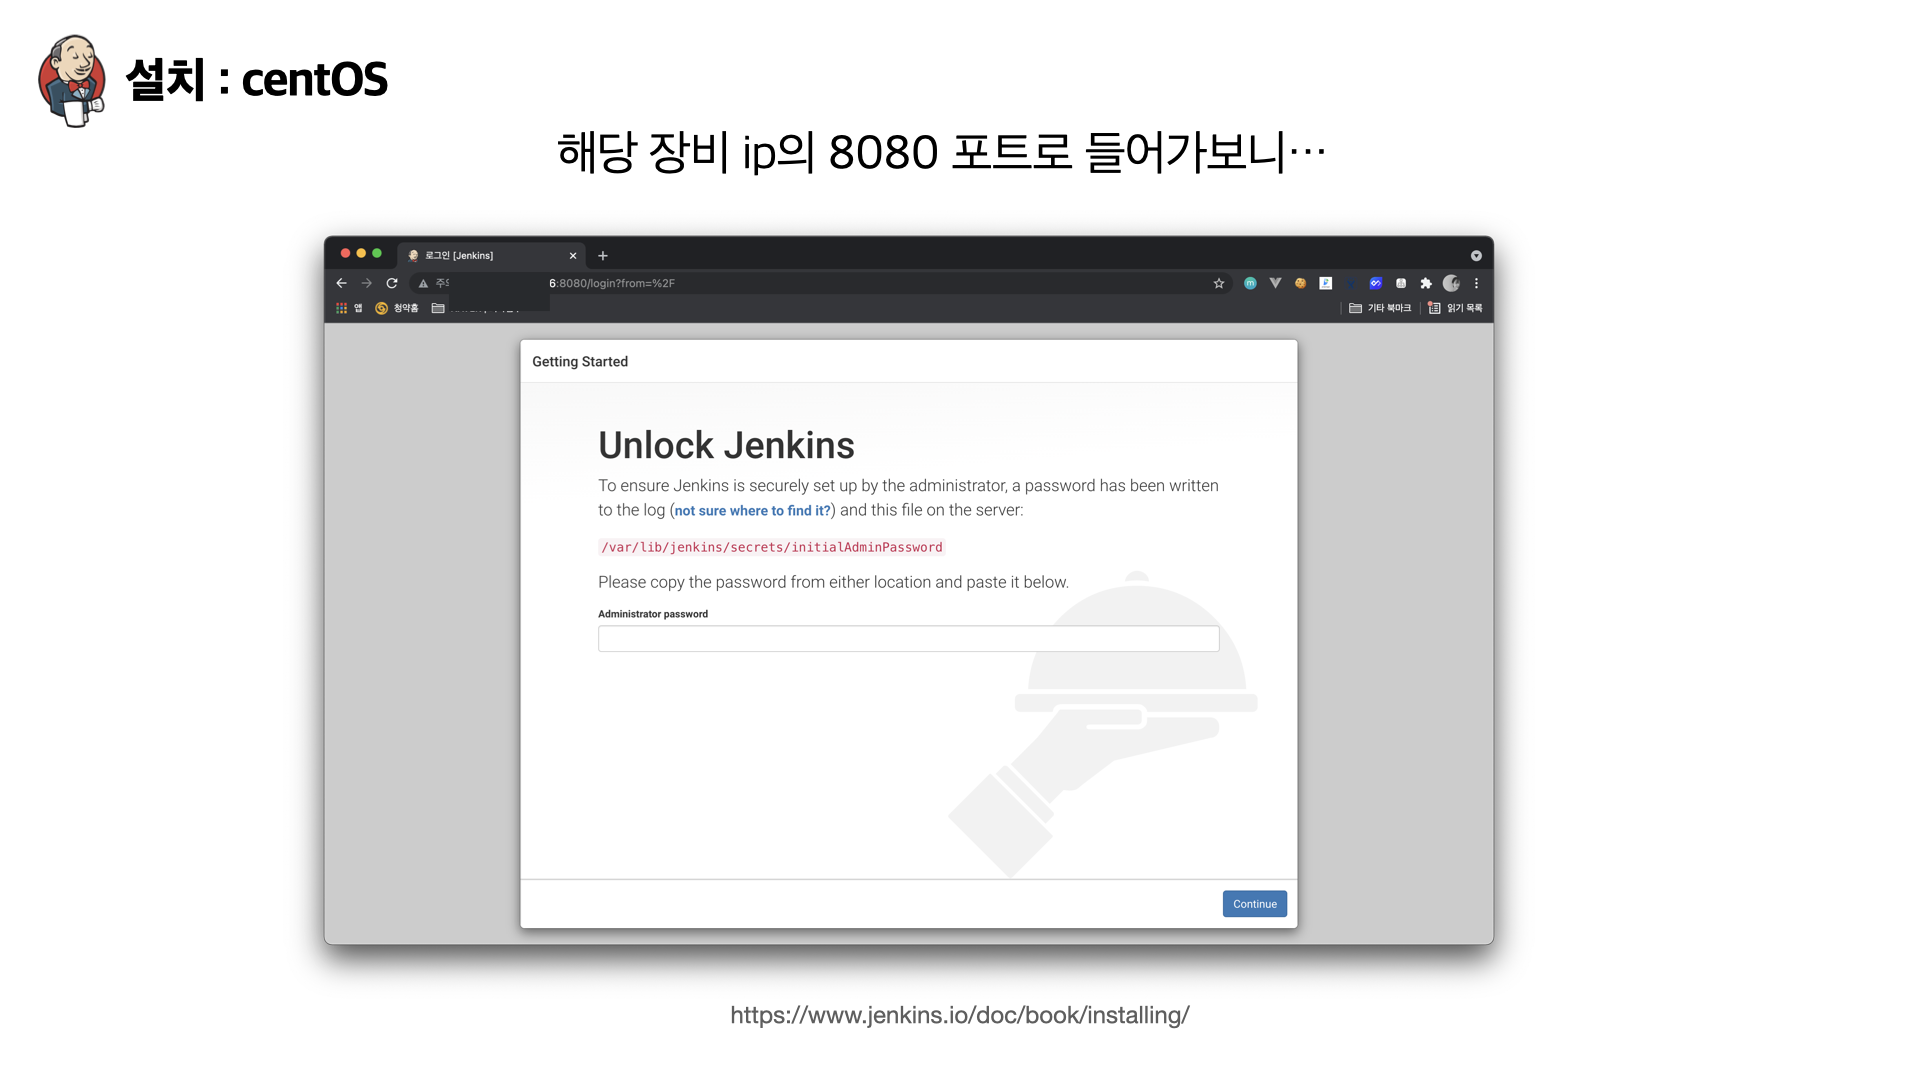 설치 : centOS
해당 장비 ip의 8080 포트로 들어가보니…
로그인 [Jenkins]
6:8080/login?from=%2F
앱 청약홈 기타 북마크 읽기 목록
Getting Started
Unlock Jenkins
To ensure Jenkins is securely set up by the administrator, a password has been written
to the log (not sure where to find it?) and this file on the server:
/var/lib/jenkins/secrets/initialAdminPassword
Please copy the password from either location and paste it below.
Administrator password
Continue
https://www.jenkins.io/doc/book/installing/